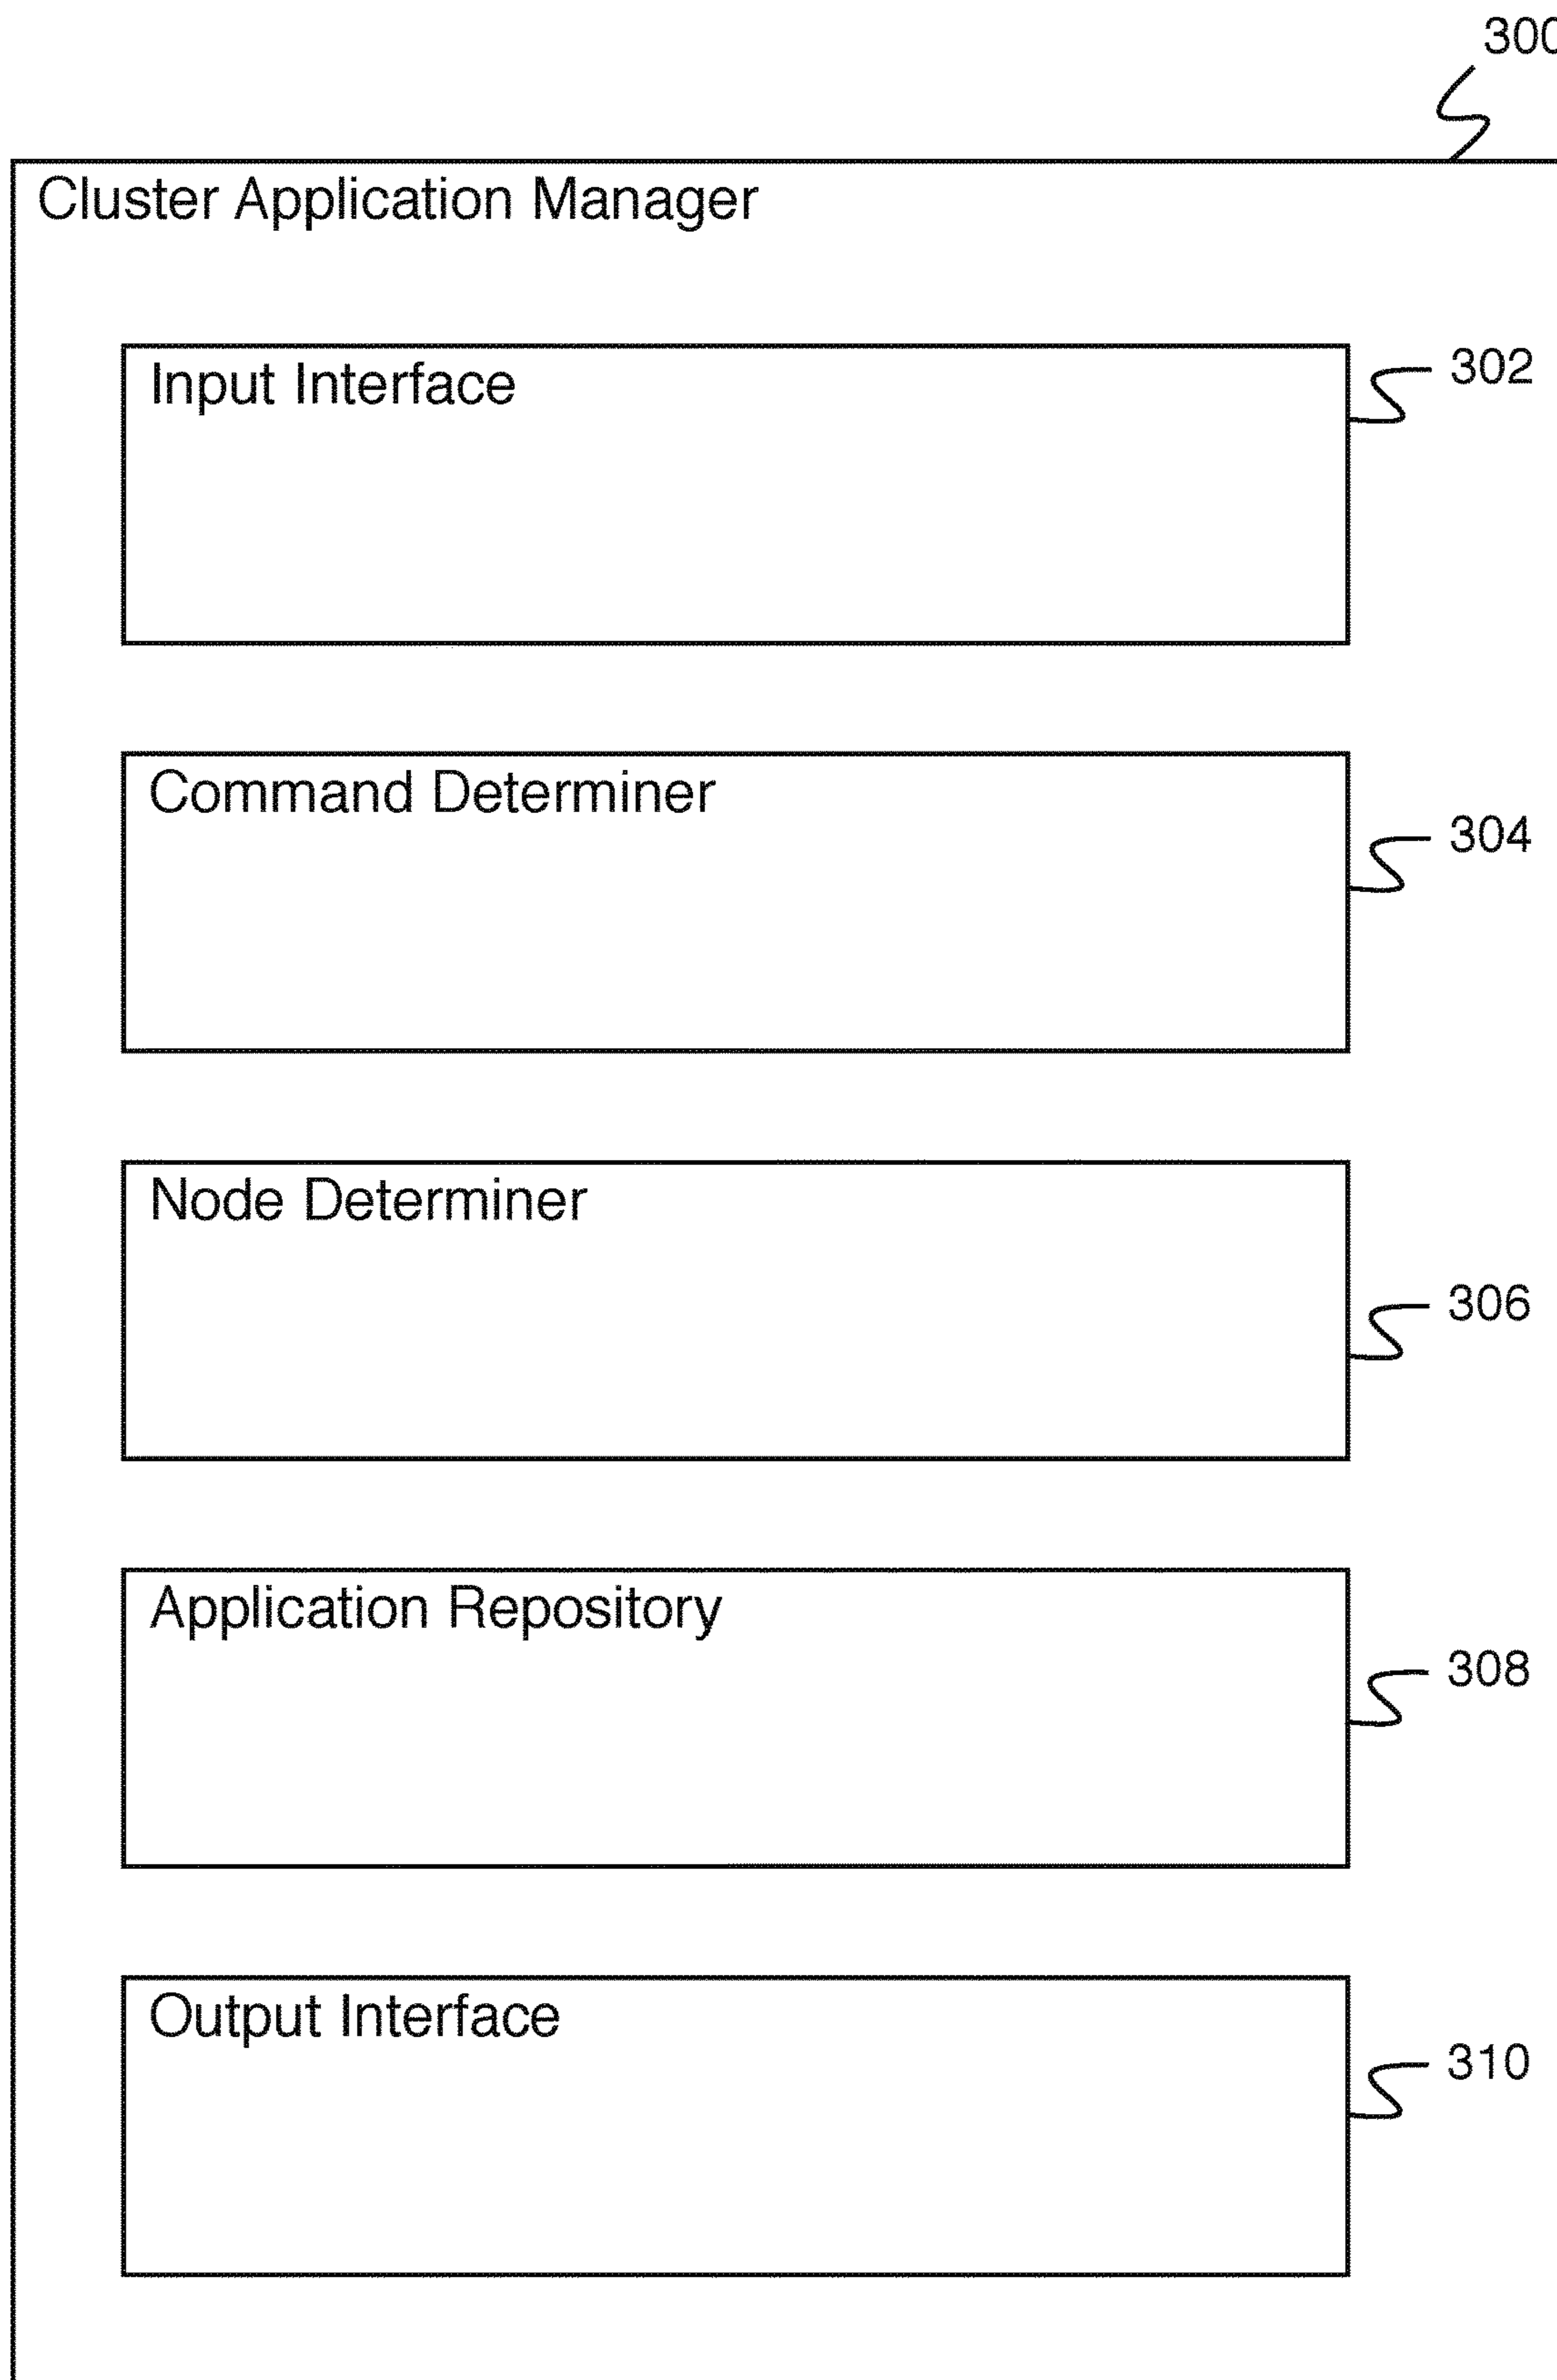 300
Cluster Application Manager
Input Interface
302
Command Determiner
304
Node Determiner
306
Application Repository
308
Output Interface
310